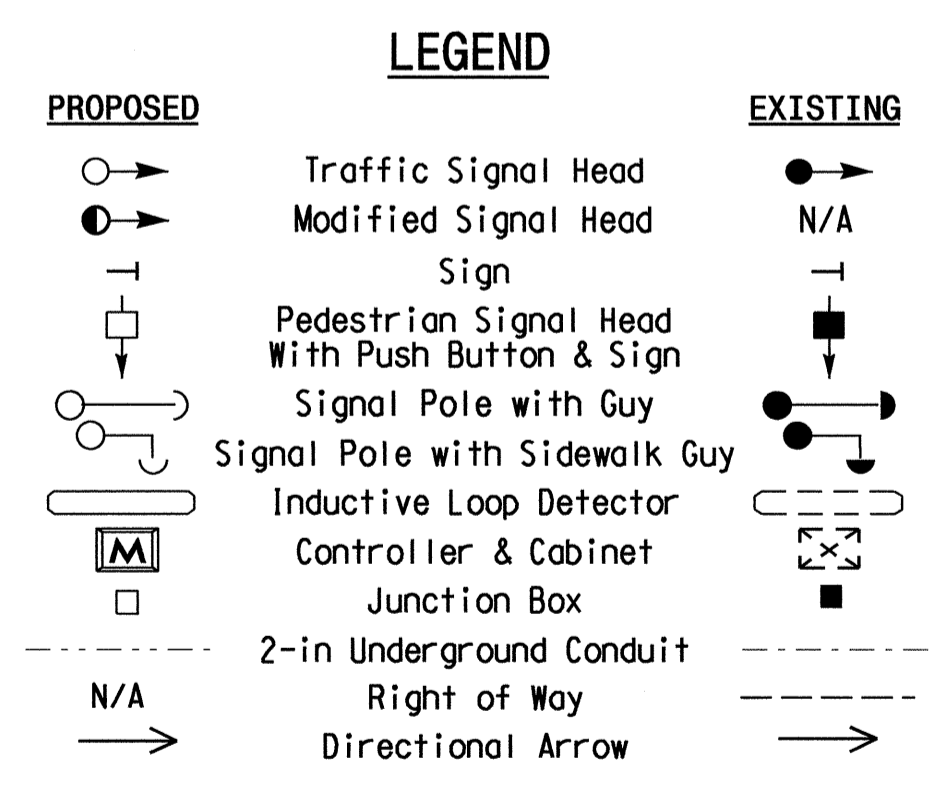 LEGEND
PROPOSED EXISTING
Traffic Signal Head
Modified Signal Head N/A
Sign
Pedestrian Signal Head
With Push Button & Sign
Signal Pole with Guy
Signal Pole with Sidewalk Guy
Inductive Loop Detector
M Controller & Cabinet
Junction Box
2-in Underground Conduit
N/A Right of Way
Directional Arrow